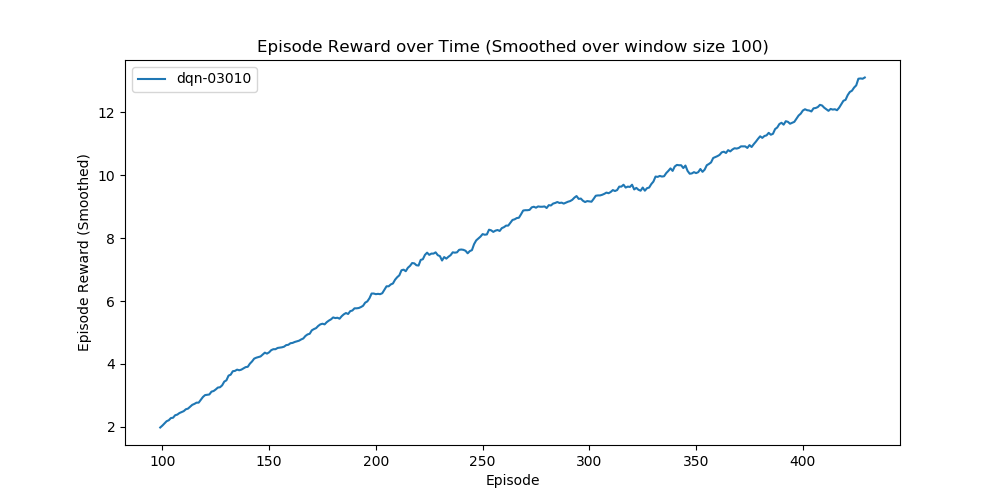 Episode Reward over Time (Smoothed over window size 100)
dqn-03010
Episode Reward (Smoothed)
12
10
8
6
4
2
100 150 200 250 300 350 400
Episode